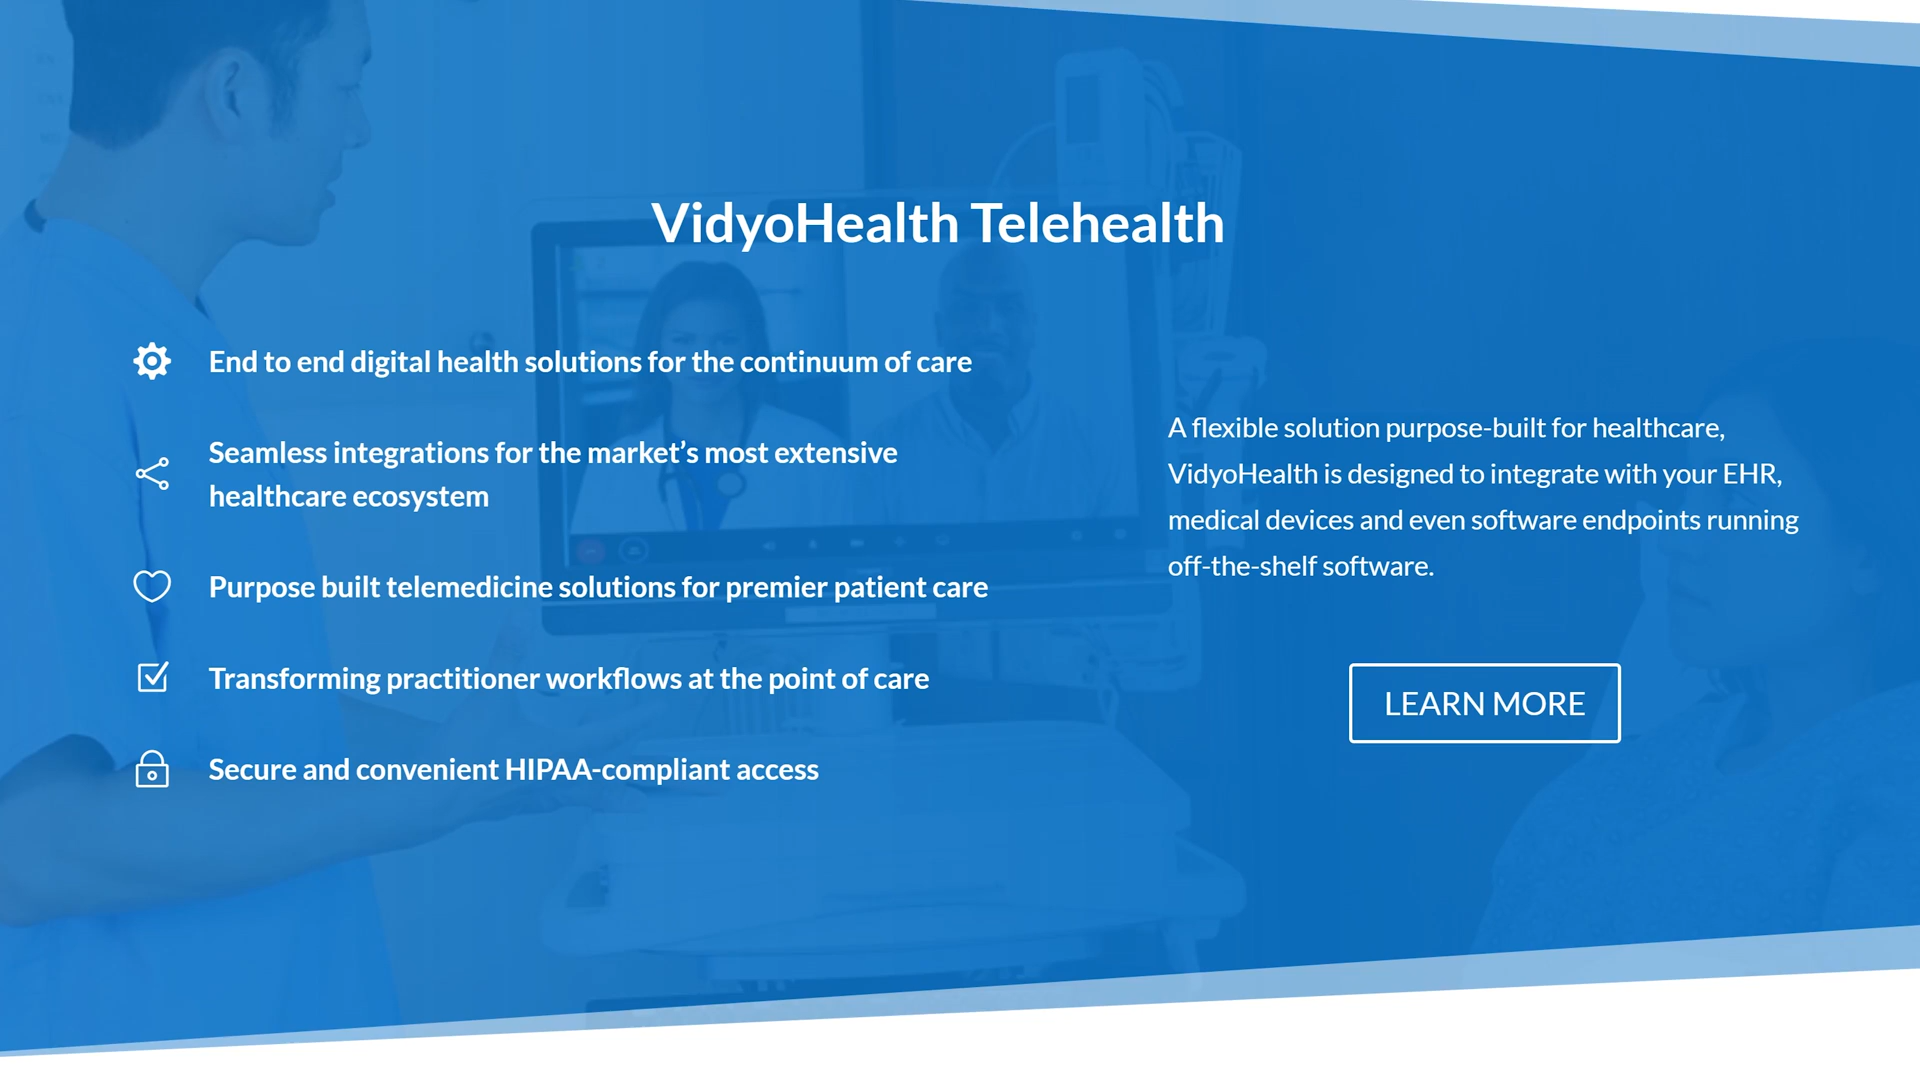 VidyoHealth Telehealth
End to end digital health solutions for the continuum of care
Seamless integrations for the market’s most extensive
healthcare ecosystem
Purpose built telemedicine solutions for premier patient care
Transforming practitioner workflows at the point of care
Secure and convenient HIPAA-compliant access
A flexible solution purpose-built for healthcare,
VidyoHealth is designed to integrate with your EHR,
medical devices and even software endpoints running
off-the-shelf software.
LEARN MORE